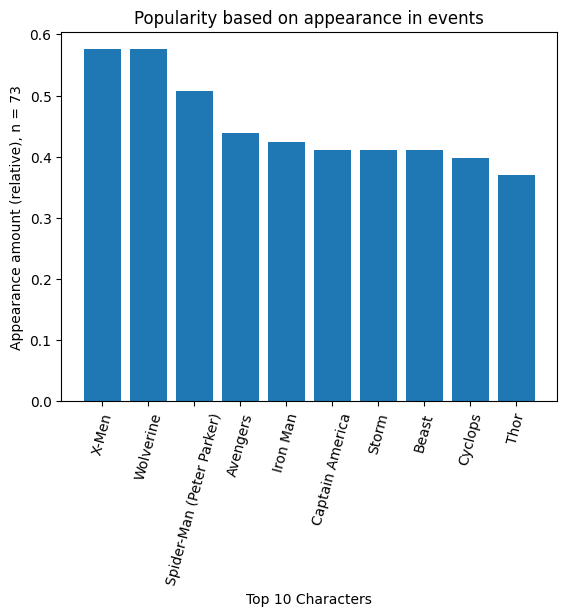 Popularity based on appearance in events
Appearance amount (relative), n = 73
0.6
0.5
0.4
0.3
0.2
0.1
0.0
X-Men
Wolverine
Spider-Man (Peter Parker)
Avengers
Iron Man
Captain America
Storm
Beast
Cyclops
Thor
Top 10 Characters